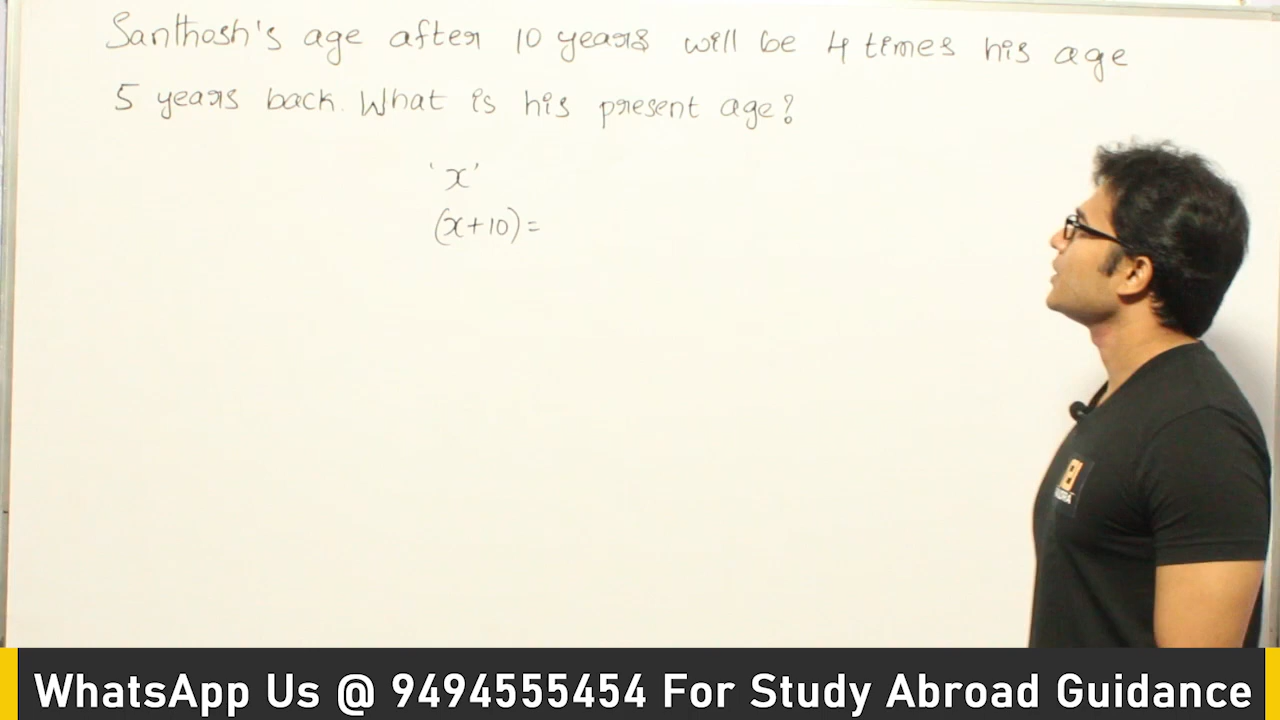 Santhosh's age after 10 years will be 4 times his age
5 years back. What is his present age?
'x'
(x+10)=
WhatsApp Us @ 9494555454 For Study Abroad Guidance